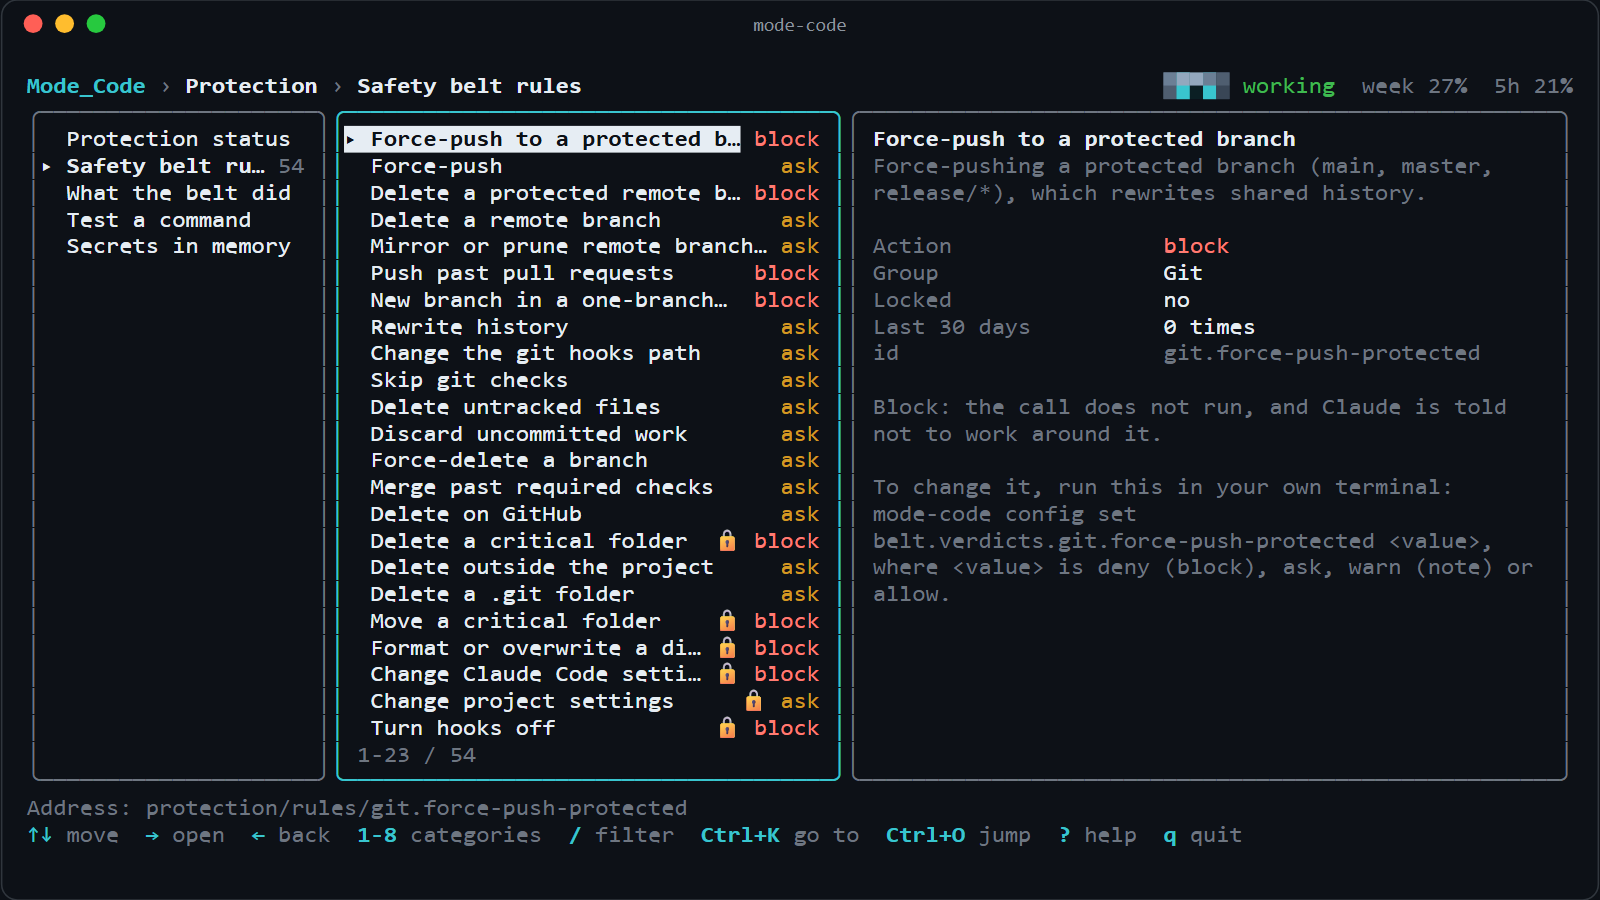 mode-code
Mode_Code › Protection › Safety belt rules working week 27% 5h 21%
Protection status
▸ Safety belt ru… 54
What the belt did
Test a command
Secrets in memory
▸ Force-push to a protected b… block
Force-push ask
Delete a protected remote b… block
Delete a remote branch ask
Mirror or prune remote branch… ask
Push past pull requests block
New branch in a one-branch… block
Rewrite history ask
Change the git hooks path ask
Skip git checks ask
Delete untracked files ask
Discard uncommitted work ask
Force-delete a branch ask
Merge past required checks ask
Delete on GitHub ask
Delete a critical folder 🔒 block
Delete outside the project ask
Delete a .git folder ask
Move a critical folder 🔒 block
Format or overwrite a di… 🔒 block
Change Claude Code setti… 🔒 block
Change project settings 🔒 ask
Turn hooks off 🔒 block
1-23 / 54
Force-push to a protected branch
Force-pushing a protected branch (main, master,
release/*), which rewrites shared history.
Action block
Group Git
Locked no
Last 30 days 0 times
id git.force-push-protected
Block: the call does not run, and Claude is told
not to work around it.
To change it, run this in your own terminal:
mode-code config set
belt.verdicts.git.force-push-protected <value>,
where <value> is deny (block), ask, warn (note) or
allow.
Address: protection/rules/git.force-push-protected
↑↓ move → open ← back 1-8 categories / filter Ctrl+K go to Ctrl+O jump ? help q quit